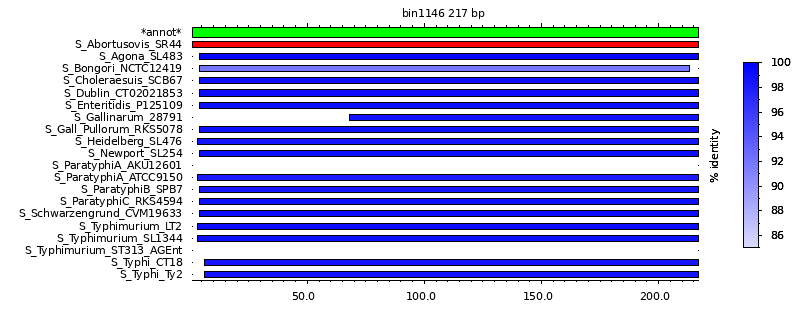 bin1146 217 bp
*annot*
S_Abortusovis_SR44
S_Agona_SL483
S_Bongori_NCTC12419
S_Choleraesuis_SCB67
S_Dublin_CT02021853
S_Enteritidis_P125109
S_Gallinarum_28791
S_Gall_Pullorum_RKS5078
S_Heidelberg_SL476
S_Newport_SL254
S_ParatyphiA_AKU12601
S_ParatyphiA_ATCC9150
S_ParatyphiB_SPB7
S_ParatyphiC_RKS4594
S_Schwarzengrund_CVM19633
S_Typhimurium_LT2
S_Typhimurium_SL1344
S_Typhimurium_ST313_AGEnt
S_Typhi_CT18
S_Typhi_Ty2
50.0 100.0 150.0 200.0
% identity
100
98
96
94
92
90
88
86